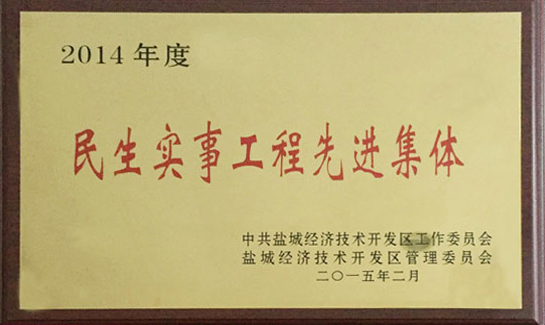 2014年度
民生实事工程先进集体
中共盐城经济技术开发区工作委员会
盐城经济技术开发区管理委员会
二〇一五年二月